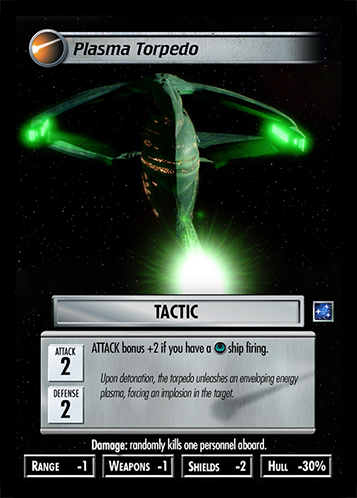 Plasma Torpedo
TACTIC
ATTACK
2
DEFENSE
2
ATTACK bonus +2 if you have a ship firing.
Upon detonation, the torpedo unleashes an enveloping energy
plasma, forcing an implosion in the target.
Damage: randomly kills one personnel aboard.
RANGE -1 WEAPONS -1 SHIELDS -2 HULL -30%